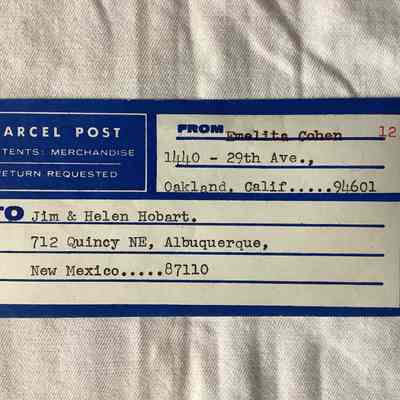 ARCEL POST
TENTS: MERCHANDISE
ETURN REQUESTED
FROM Emelita Cohen 12
1440 - 29th Ave.,
Oakland, Calif.....94601
TO Jim & Helen Hobart.
712 Quincy NE, Albuquerque,
New Mexico.....87110